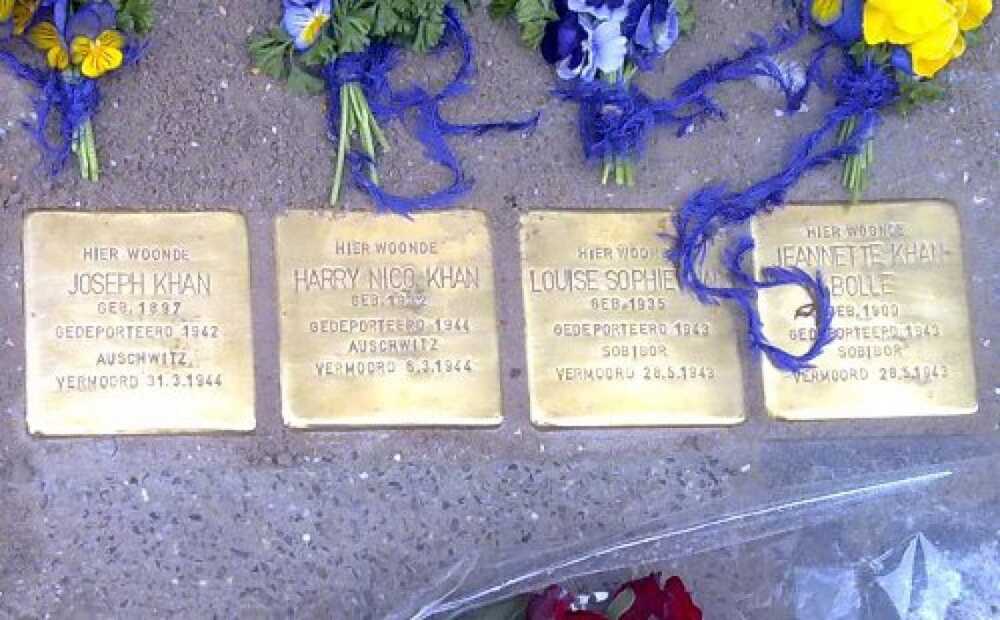 HIER WOONDE
JOSEPH KHAN
GEB. 1897
GEDEPORTEERD 1942
AUSCHWITZ
VERMOORD 31.3.1944
HIER WOONDE
HARRY NICO KHAN
GEDEPORTEERD 1944
AUSCHWITZ
VERMOORD 6.3.1944
HIER
LOUISE SOPHIE
GEB. 1935
GEDEPORTEERD 1943
SOBIBOR
VERMOORD 28.5.1943
HIER WOONDE
JEANNETTE KHAN-
BOLLE
GEB. 1900
GEDEPORTEERD 1943
SOBIBOR
VERMOORD 28.5.1943